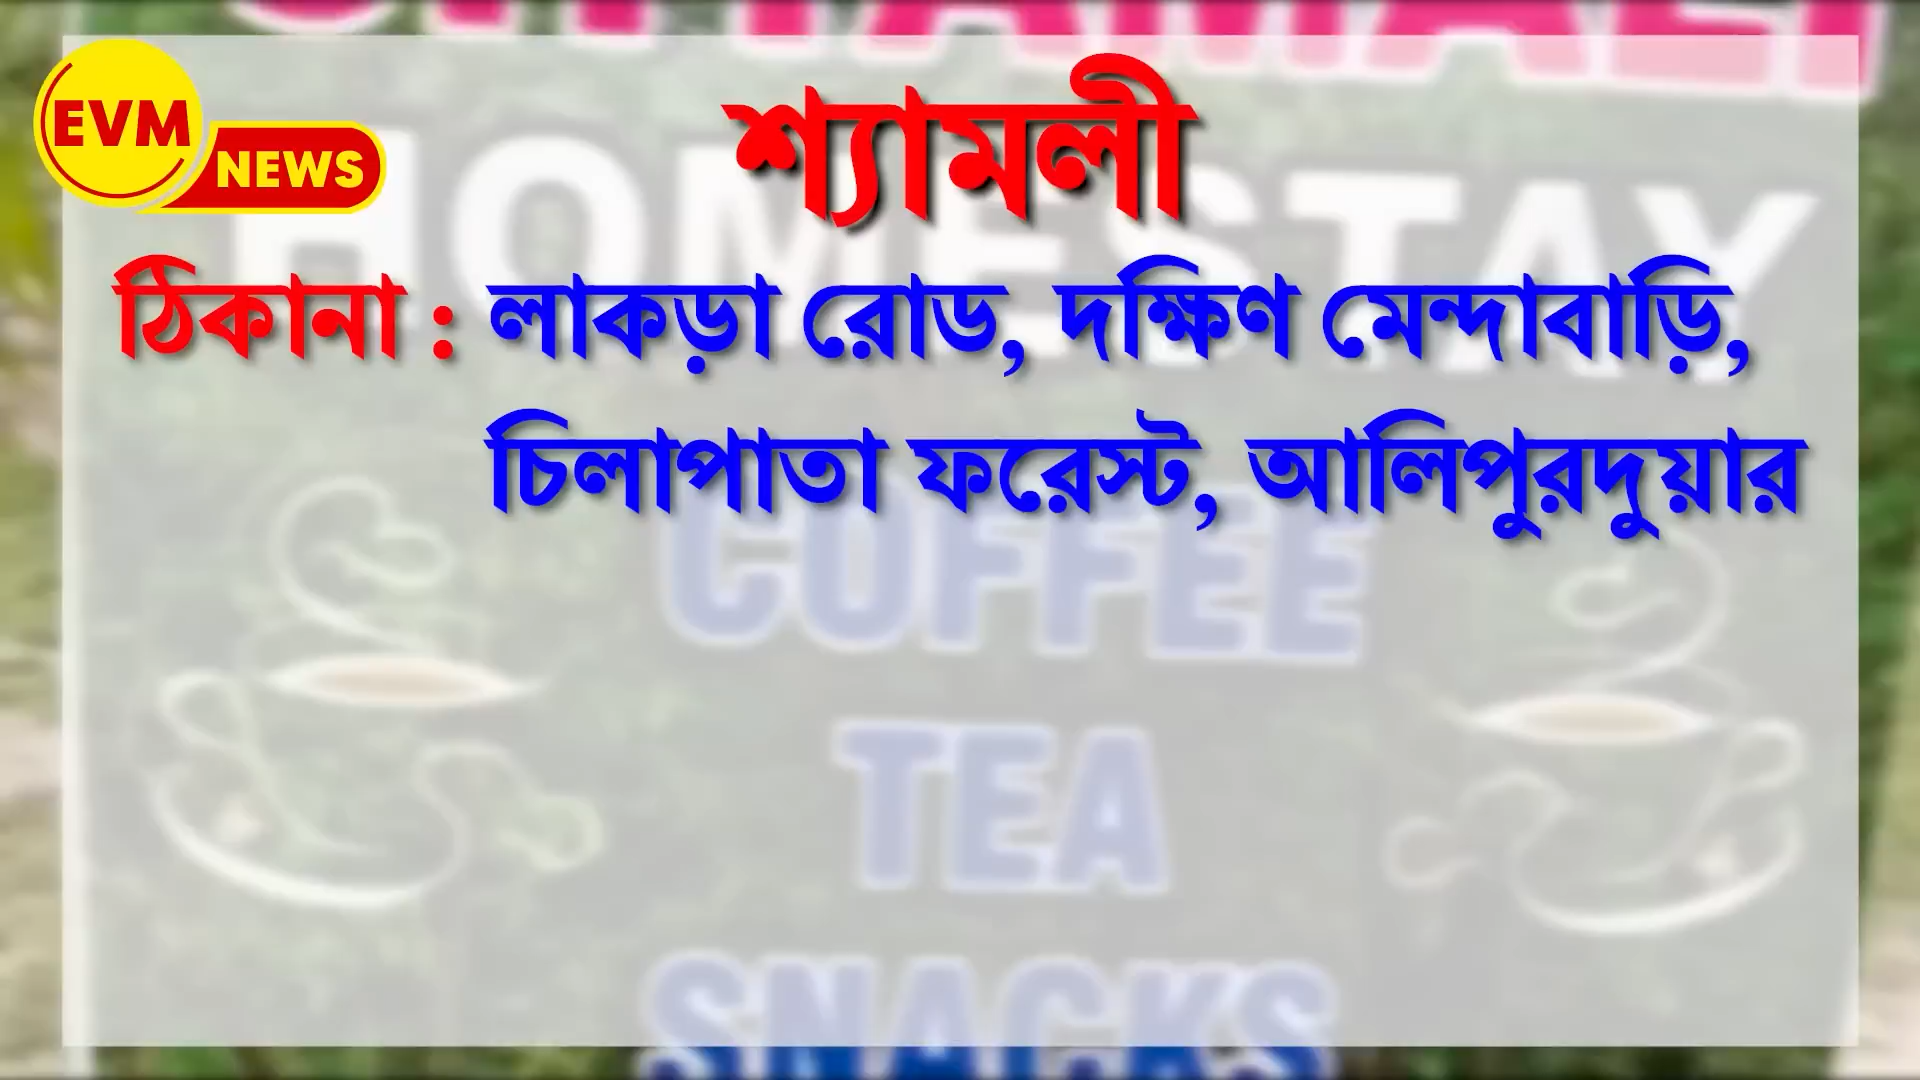 EVM
NEWS
শ্যামলী
ঠিকানা : লাকড়া রোড, দক্ষিণ মেন্দাবাড়ি,
চিলাপাতা ফরেস্ট, আলিপুরদুয়ার
HOMESTAY
COFFEE
TEA
SNACKS